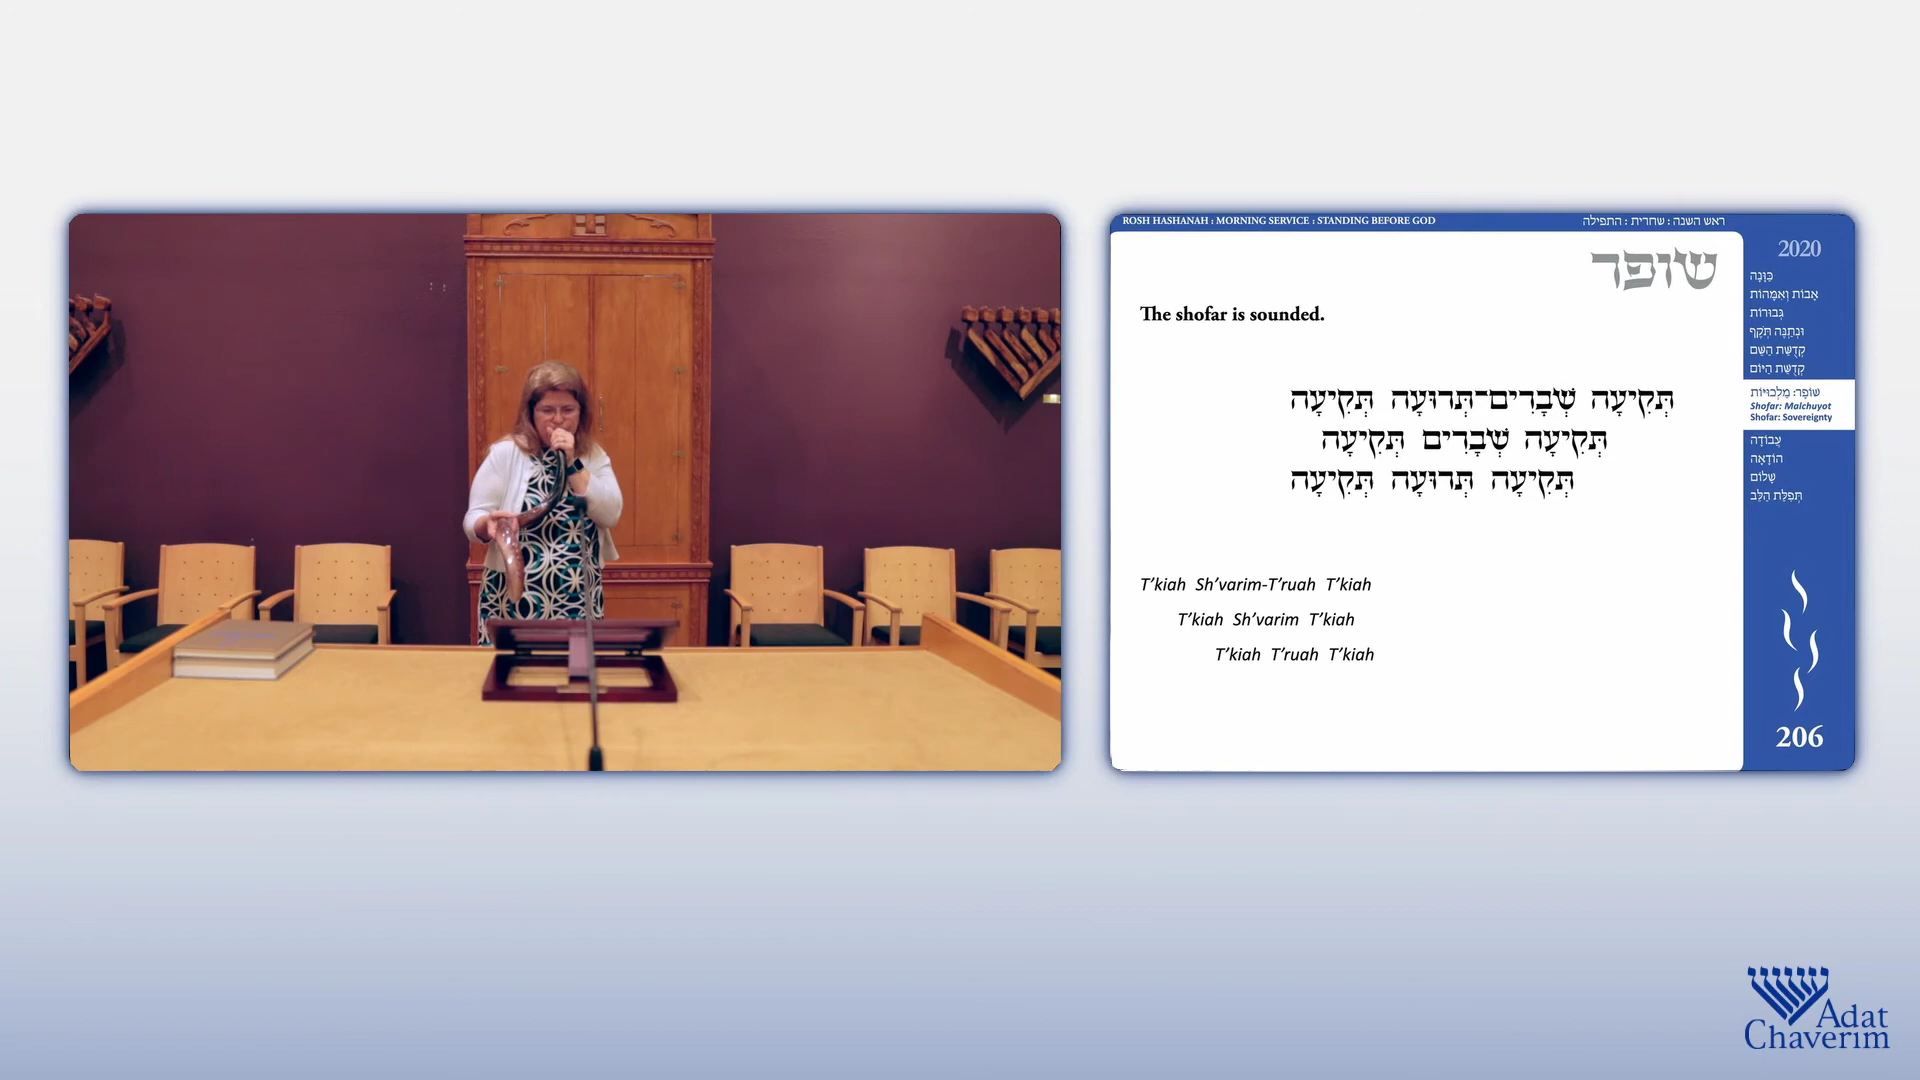 ROSH HASHANAH : MORNING SERVICE : STANDING BEFORE GOD
ראש השנה : שחרית : התפילה
שופר
The shofar is sounded.
תְּקִיעָה שְׁבָרִים־תְּרוּעָה תְּקִיעָה
תְּקִיעָה שְׁבָרִים תְּקִיעָה
תְּקִיעָה תְּרוּעָה תְּקִיעָה
T’kiah Sh’varim-T’ruah T’kiah
T’kiah Sh’varim T’kiah
T’kiah T’ruah T’kiah
2020
כַּוָּנָה
אָבוֹת וְאִמָּהוֹת
גְּבוּרוֹת
וּנְתַנֶּה תֹּקֶף
קְדֻשַּׁת הַשֵּׁם
קְדֻשַּׁת הַיּוֹם
שׁוֹפָר: מַלְכוּיּוֹת
Shofar: Malchuyot
Shofar: Sovereignty
עֲבוֹדָה
הוֹדָאָה
שָׁלוֹם
תְּפִלַּת הַלֵּב
206
Adat
Chaverim